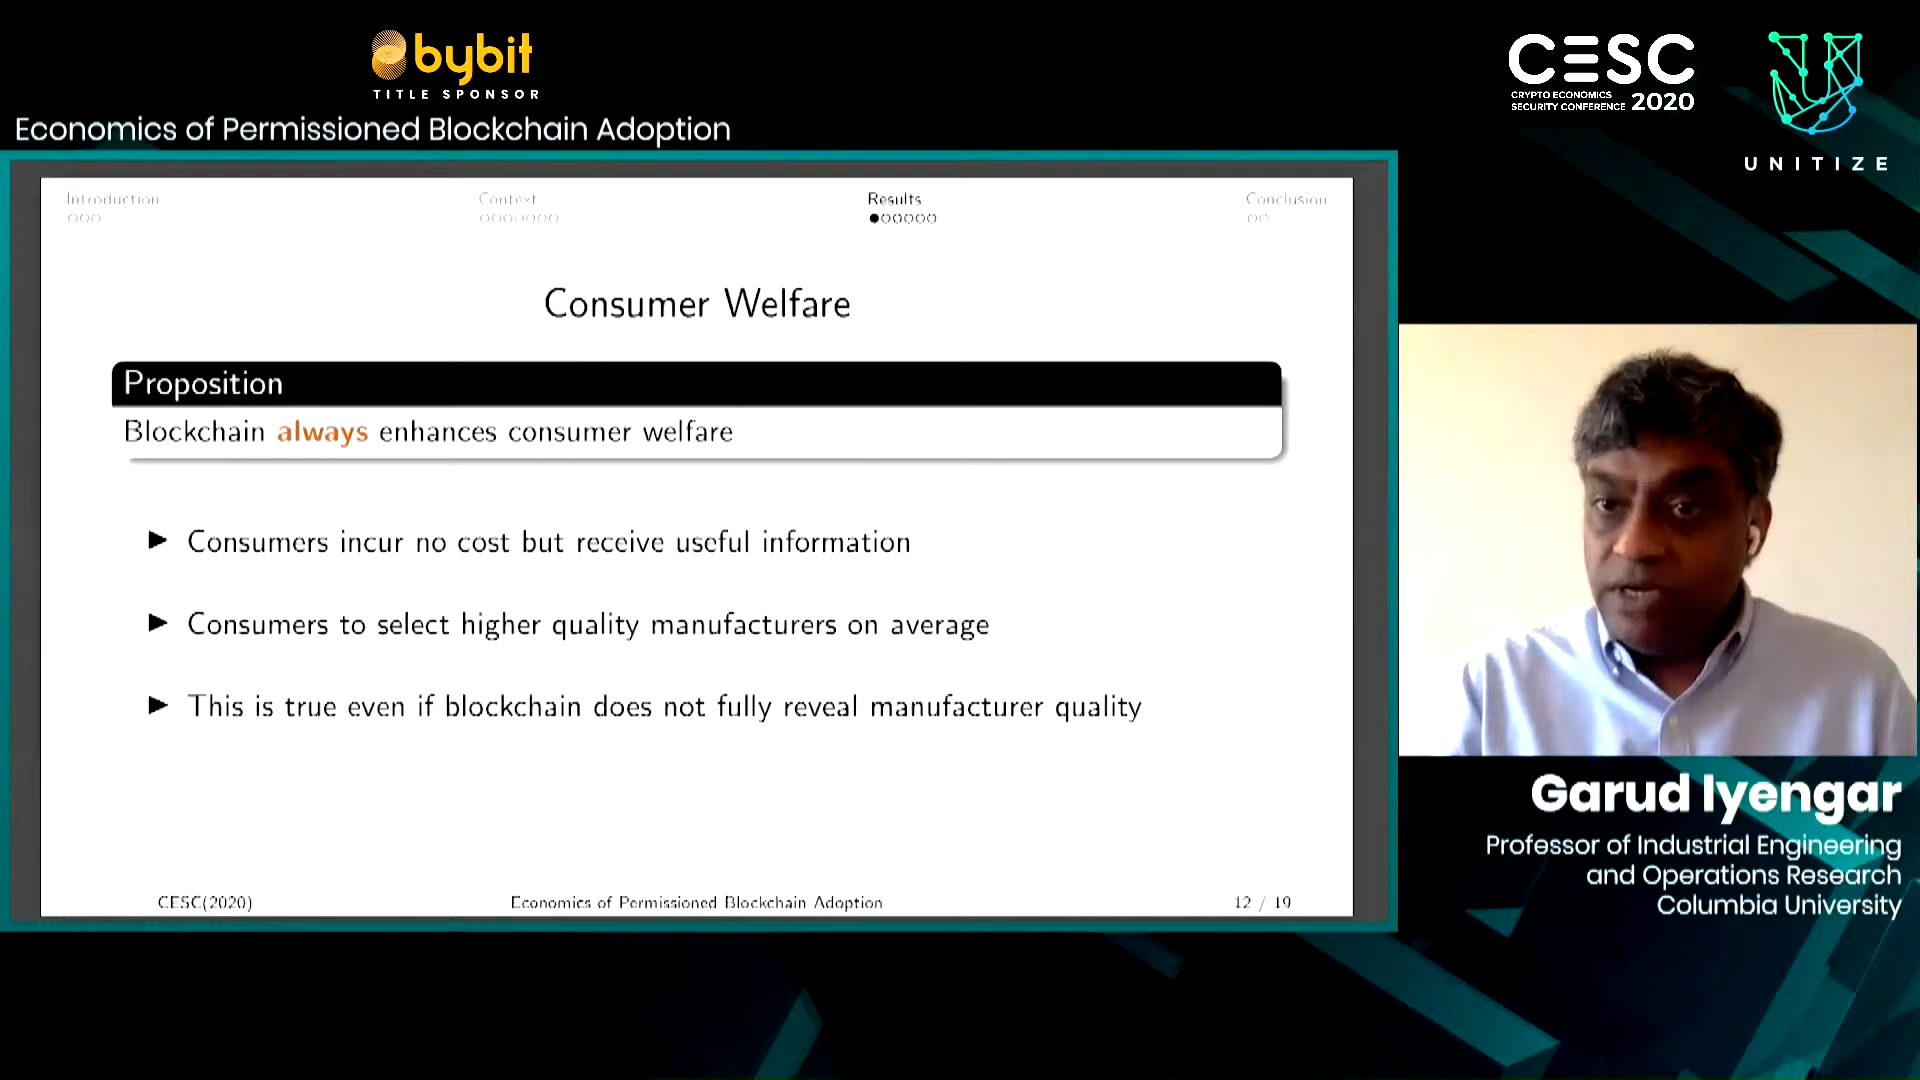 bybit
TITLE SPONSOR
Economics of Permissioned Blockchain Adoption
CESC
CRYPTO ECONOMICS
SECURITY CONFERENCE 2020
UNITIZE
Introduction
Context
Results
Conclusion
Consumer Welfare
Proposition
Blockchain always enhances consumer welfare
Consumers incur no cost but receive useful information
Consumers to select higher quality manufacturers on average
This is true even if blockchain does not fully reveal manufacturer quality
CESC(2020)
Economics of Permissioned Blockchain Adoption
12 / 19
Garud Iyengar
Professor of Industrial Engineering
and Operations Research
Columbia University